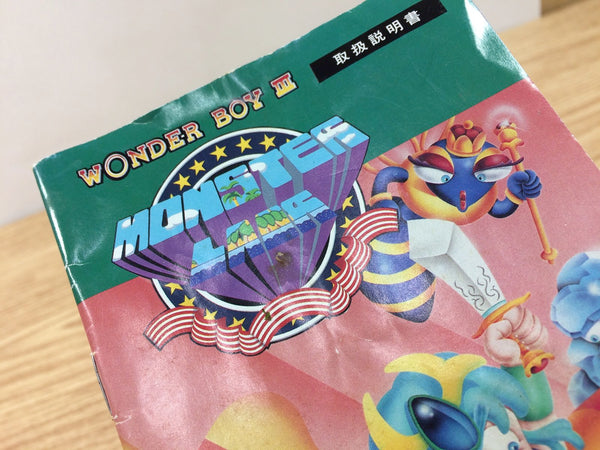 取扱説明書
WONDER BOY III
MONSTER
LAIR